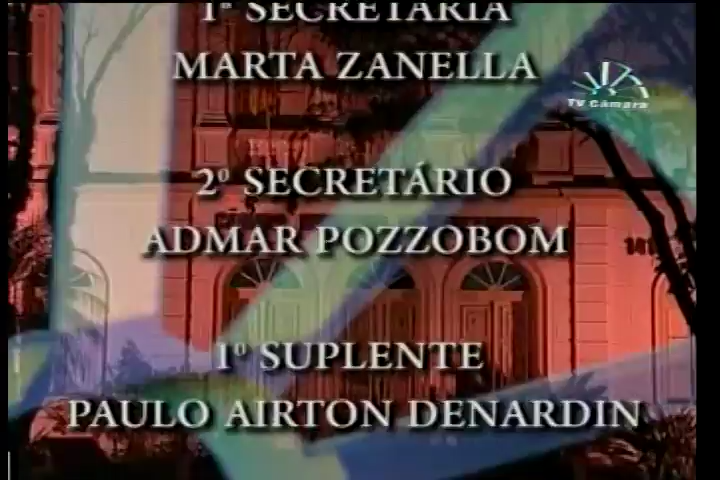 1ª SECRETÁRIA
MARTA ZANELLA
TV Câmara
2º SECRETÁRIO
ADMAR POZZOBOM
1º SUPLENTE
PAULO AIRTON DENARDIN